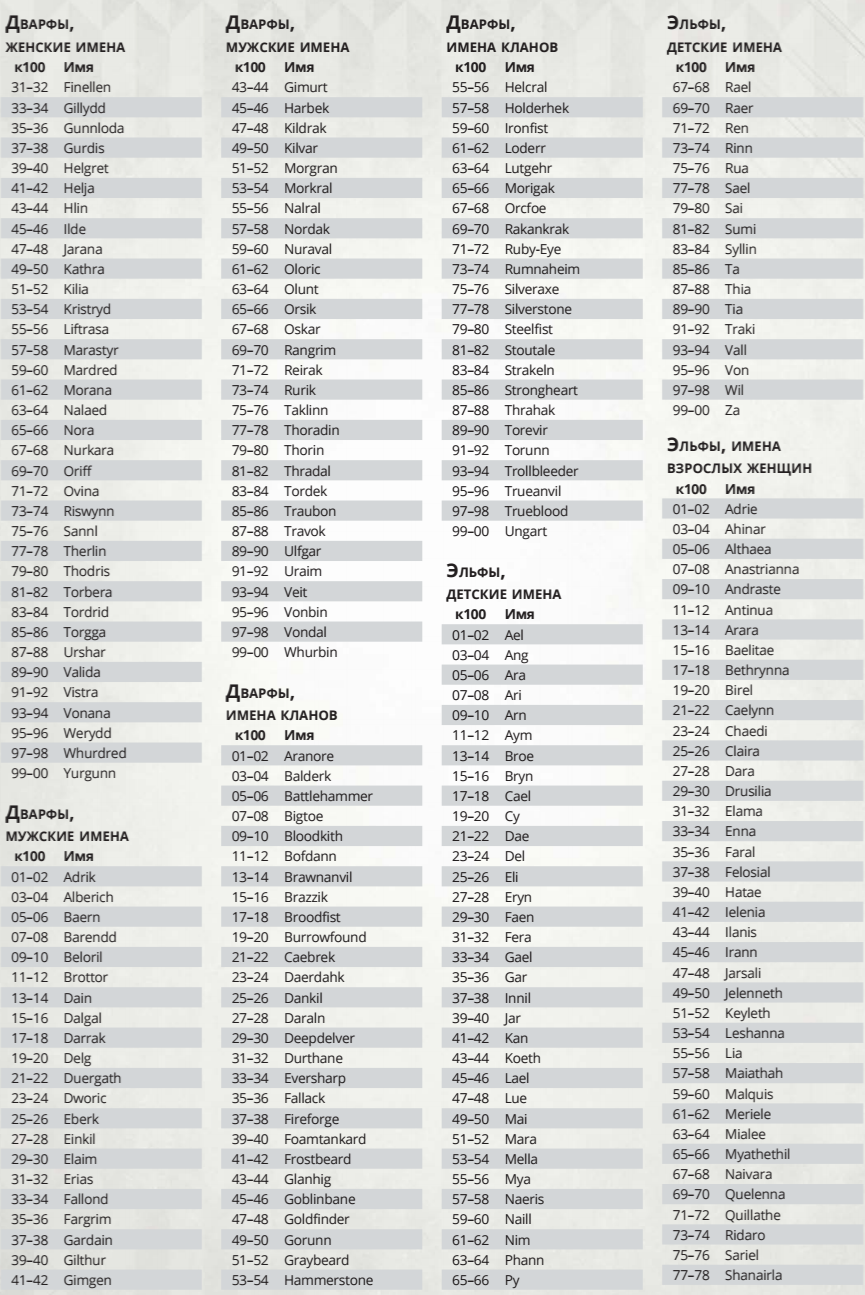 Дварфы,
женские имена
к100 Имя
31–32 Finellen
33–34 Gillydd
35–36 Gunnloda
37–38 Gurdis
39–40 Helgret
41–42 Helja
43–44 Hlin
45–46 Ilde
47–48 Jarana
49–50 Kathra
51–52 Kilia
53–54 Kristryd
55–56 Liftrasa
57–58 Marastyr
59–60 Mardred
61–62 Morana
63–64 Nalaed
65–66 Nora
67–68 Nurkara
69–70 Oriff
71–72 Ovina
73–74 Riswynn
75–76 Sannl
77–78 Therlin
79–80 Thodris
81–82 Torbera
83–84 Tordrid
85–86 Torgga
87–88 Urshar
89–90 Valida
91–92 Vistra
93–94 Vonana
95–96 Werydd
97–98 Whurdred
99–00 Yurgunn
Дварфы,
мужские имена
к100 Имя
01–02 Adrik
03–04 Alberich
05–06 Baern
07–08 Barendd
09–10 Beloril
11–12 Brottor
13–14 Dain
15–16 Dalgal
17–18 Darrak
19–20 Delg
21–22 Duergath
23–24 Dworic
25–26 Eberk
27–28 Einkil
29–30 Elaim
31–32 Erias
33–34 Fallond
35–36 Fargrim
37–38 Gardain
39–40 Gilthur
41–42 Gimgen
Дварфы,
мужские имена
к100 Имя
43–44 Gimurt
45–46 Harbek
47–48 Kildrak
49–50 Kilvar
51–52 Morgran
53–54 Morkral
55–56 Nalral
57–58 Nordak
59–60 Nuraval
61–62 Oloric
63–64 Olunt
65–66 Orsik
67–68 Oskar
69–70 Rangrim
71–72 Reirak
73–74 Rurik
75–76 Taklinn
77–78 Thoradin
79–80 Thorin
81–82 Thradal
83–84 Tordek
85–86 Traubon
87–88 Travok
89–90 Ulfgar
91–92 Uraim
93–94 Veit
95–96 Vonbin
97–98 Vondal
99–00 Whurbin
Дварфы,
имена кланов
к100 Имя
01–02 Aranore
03–04 Balderk
05–06 Battlehammer
07–08 Bigtoe
09–10 Bloodkith
11–12 Bofdann
13–14 Brawnanvil
15–16 Brazzik
17–18 Broodfist
19–20 Burrowfound
21–22 Caebrek
23–24 Daerdahk
25–26 Dankil
27–28 Daraln
29–30 Deepdelver
31–32 Durthane
33–34 Eversharp
35–36 Fallack
37–38 Fireforge
39–40 Foamtankard
41–42 Frostbeard
43–44 Glanhig
45–46 Goblinbane
47–48 Goldfinder
49–50 Gorunn
51–52 Graybeard
53–54 Hammerstone
Дварфы,
имена кланов
к100 Имя
55–56 Helcral
57–58 Holderhek
59–60 Ironfist
61–62 Loderr
63–64 Lutgehr
65–66 Morigak
67–68 Orcfoe
69–70 Rakankrak
71–72 Ruby-Eye
73–74 Rumnaheim
75–76 Silveraxe
77–78 Silverstone
79–80 Steelfist
81–82 Stoutale
83–84 Strakeln
85–86 Strongheart
87–88 Thrahak
89–90 Torevir
91–92 Torunn
93–94 Trollbleeder
95–96 Trueanvil
97–98 Trueblood
99–00 Ungart
Эльфы,
детские имена
к100 Имя
01–02 Ael
03–04 Ang
05–06 Ara
07–08 Ari
09–10 Arn
11–12 Aym
13–14 Broe
15–16 Bryn
17–18 Cael
19–20 Cy
21–22 Dae
23–24 Del
25–26 Eli
27–28 Eryn
29–30 Faen
31–32 Fera
33–34 Gael
35–36 Gar
37–38 Innil
39–40 Jar
41–42 Kan
43–44 Koeth
45–46 Lael
47–48 Lue
49–50 Mai
51–52 Mara
53–54 Mella
55–56 Mya
57–58 Naeris
59–60 Naill
61–62 Nim
63–64 Phann
65–66 Py
Эльфы,
детские имена
к100 Имя
67–68 Rael
69–70 Raer
71–72 Ren
73–74 Rinn
75–76 Rua
77–78 Sael
79–80 Sai
81–82 Sumi
83–84 Syllin
85–86 Ta
87–88 Thia
89–90 Tia
91–92 Traki
93–94 Vall
95–96 Von
97–98 Wil
99–00 Za
Эльфы, имена
взрослых женщин
к100 Имя
01–02 Adrie
03–04 Ahinar
05–06 Althaea
07–08 Anastrianna
09–10 Andraste
11–12 Antinua
13–14 Arara
15–16 Baelitae
17–18 Bethrynna
19–20 Birel
21–22 Caelynn
23–24 Chaedi
25–26 Claira
27–28 Dara
29–30 Drusilia
31–32 Elama
33–34 Enna
35–36 Faral
37–38 Felosial
39–40 Hatae
41–42 Ielenia
43–44 Ilanis
45–46 Irann
47–48 Jarsali
49–50 Jelenneth
51–52 Keyleth
53–54 Leshanna
55–56 Lia
57–58 Maiathah
59–60 Malquis
61–62 Meriele
63–64 Mialee
65–66 Myathethil
67–68 Naivara
69–70 Quelenna
71–72 Quillathe
73–74 Ridaro
75–76 Sariel
77–78 Shanairla